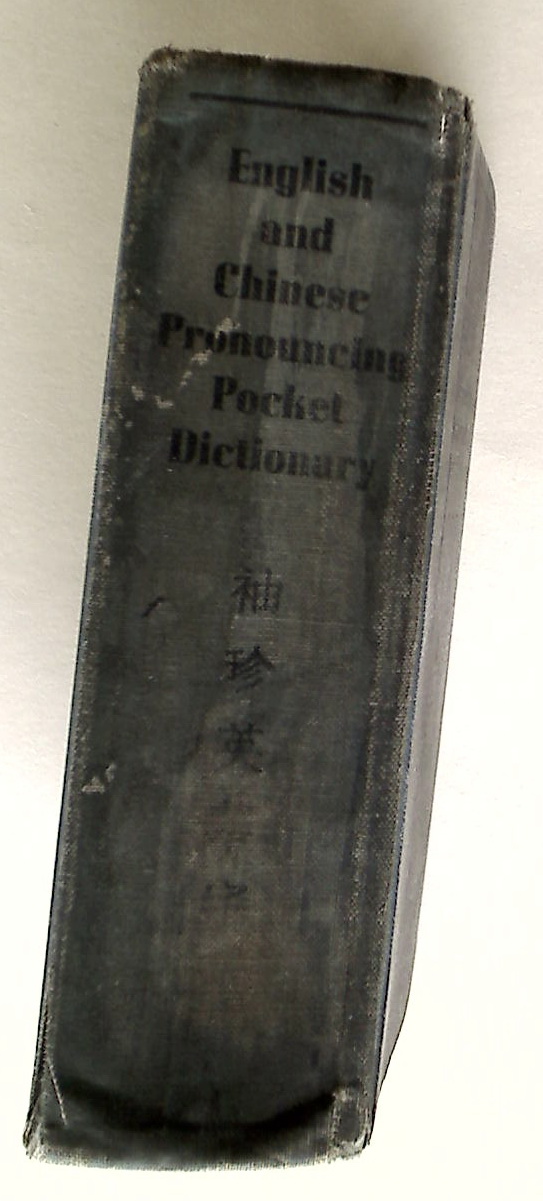 English
and
Chinese
Pronouncing
Pocket
Dictionary
袖
珍
英